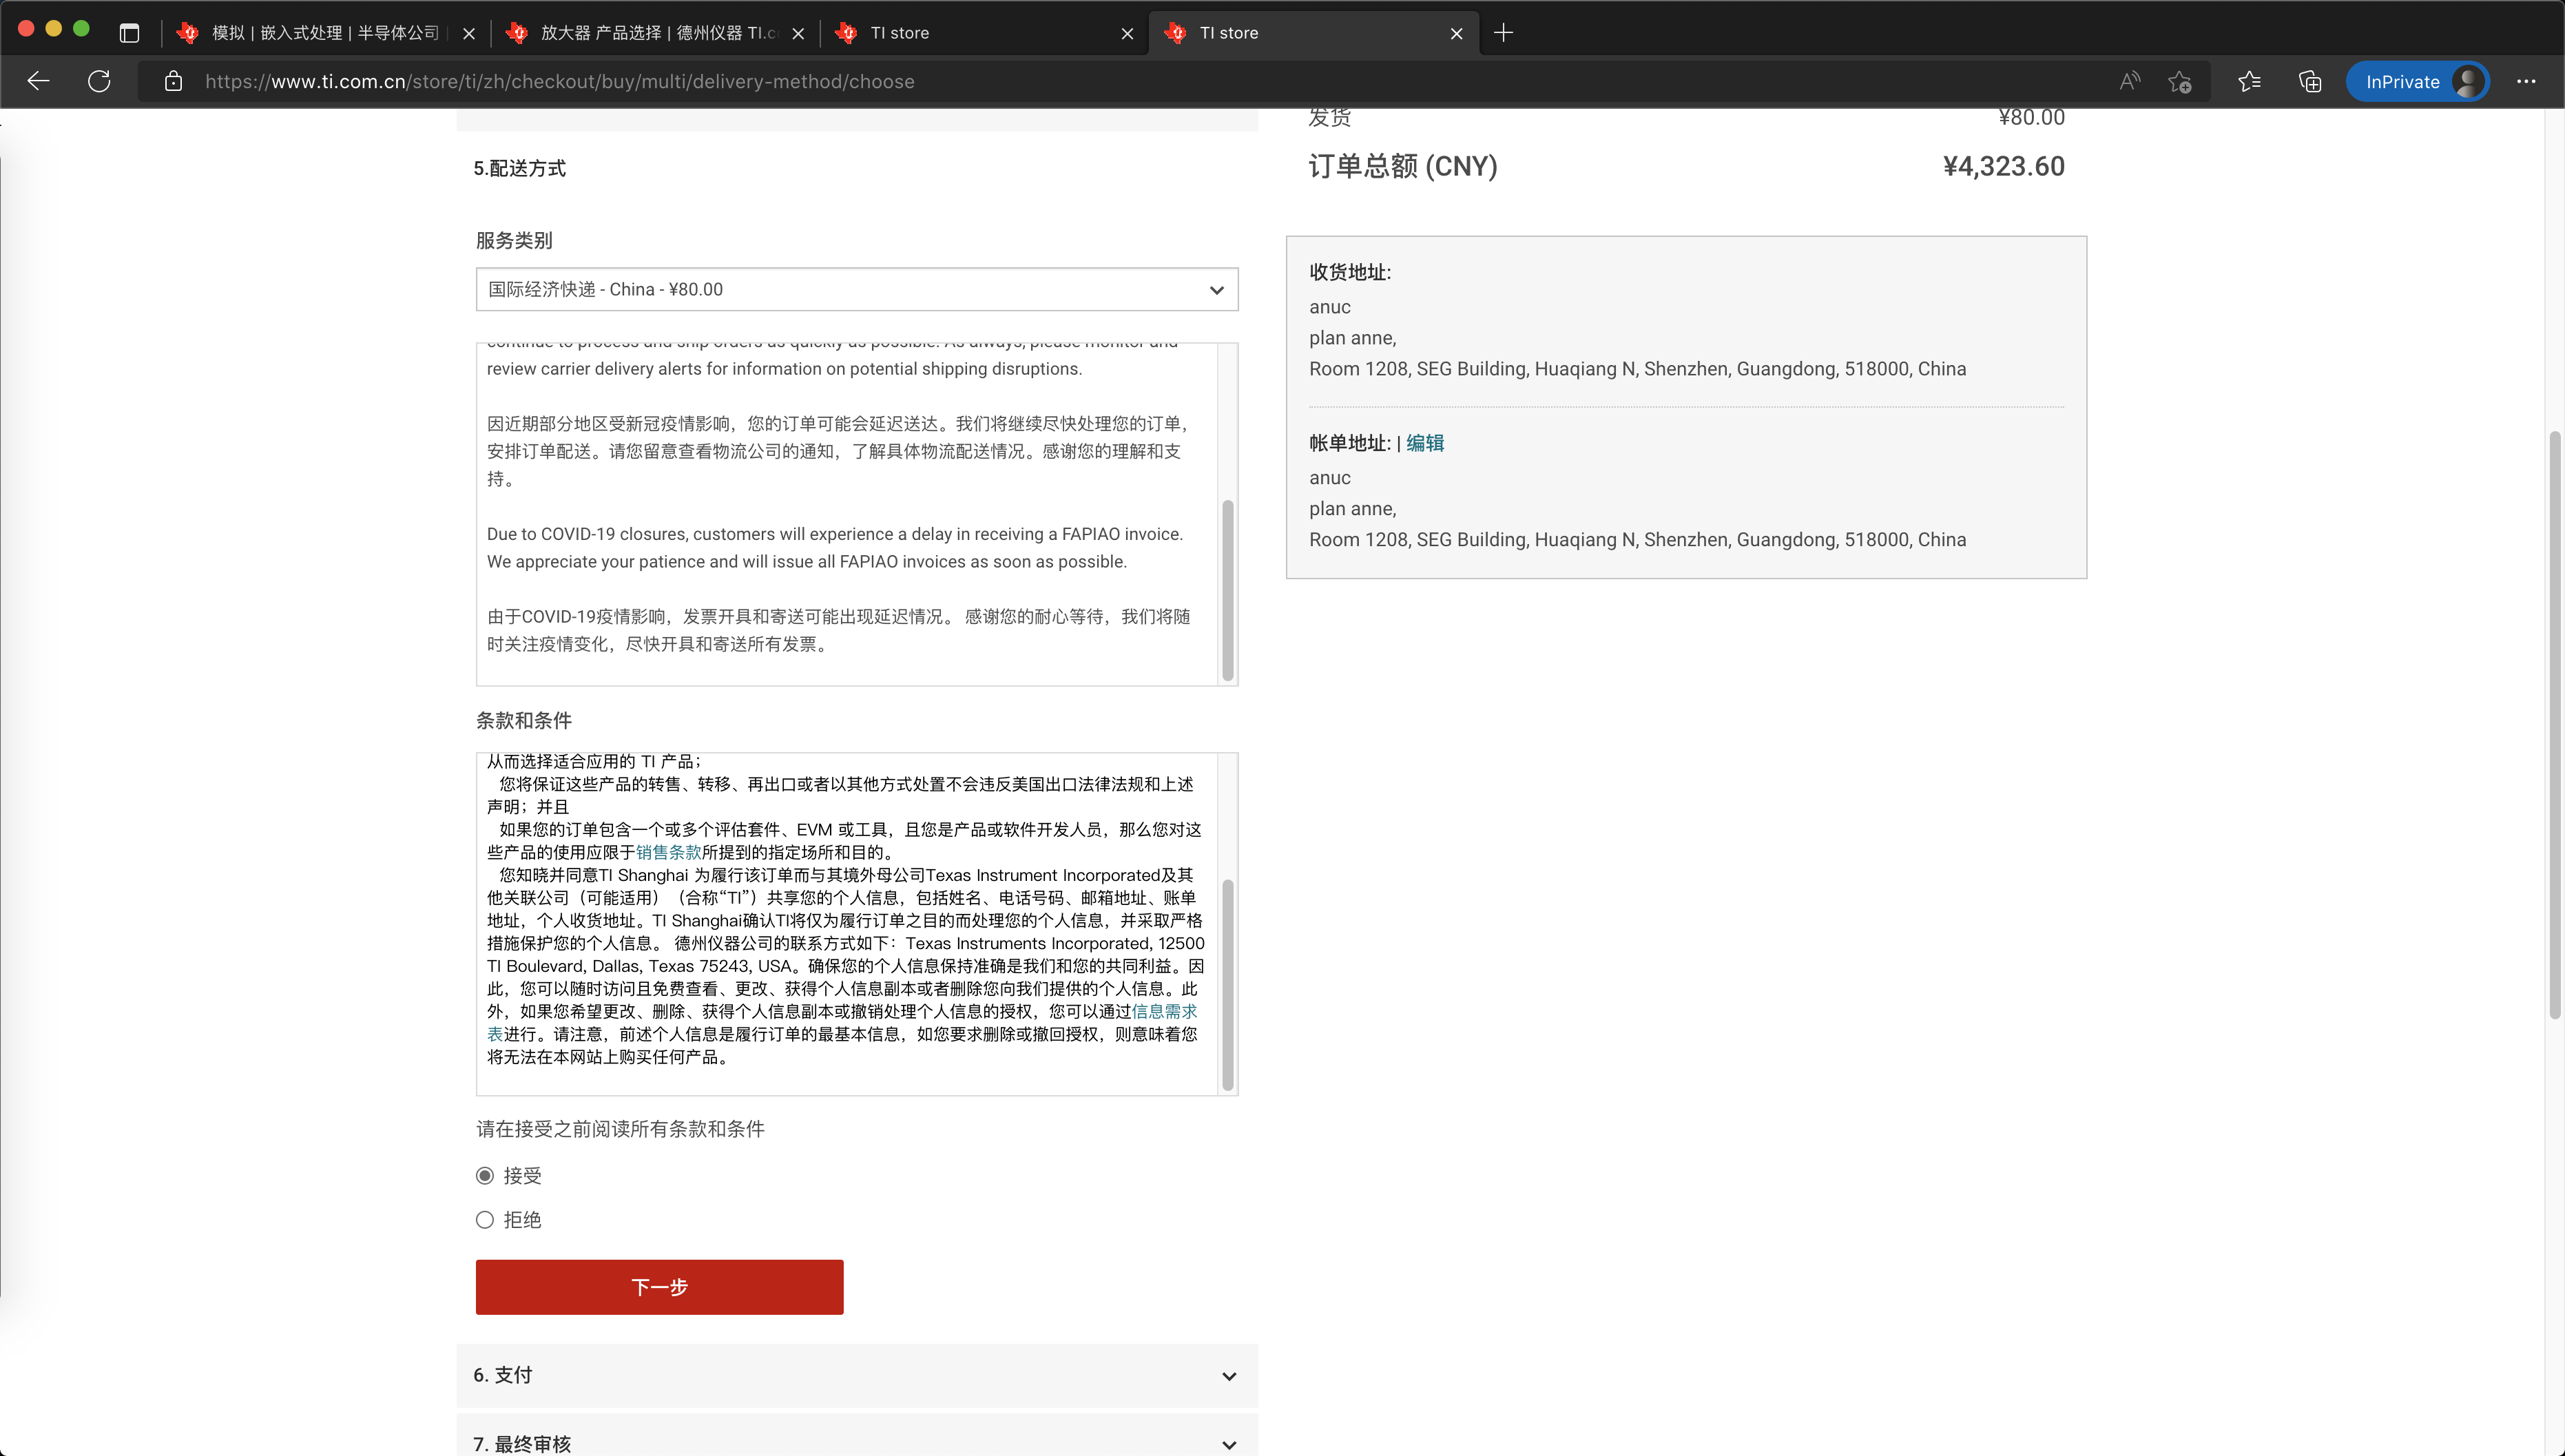 模拟 | 嵌入式处理 | 半导体公司
放大器 产品选择 | 德州仪器 TI.c
TI store
TI store
https://www.ti.com.cn/store/ti/zh/checkout/buy/multi/delivery-method/choose
InPrivate
发货
¥80.00
订单总额 (CNY)
¥4,323.60
5.配送方式
服务类别
国际经济快递 - China - ¥80.00
continue to process and ship orders as quickly as possible. As always, please monitor and
review carrier delivery alerts for information on potential shipping disruptions.
因近期部分地区受新冠疫情影响，您的订单可能会延迟送达。我们将继续尽快处理您的订单，
安排订单配送。请您留意查看物流公司的通知，了解具体物流配送情况。感谢您的理解和支
持。
Due to COVID-19 closures, customers will experience a delay in receiving a FAPIAO invoice.
We appreciate your patience and will issue all FAPIAO invoices as soon as possible.
由于COVID-19疫情影响，发票开具和寄送可能出现延迟情况。 感谢您的耐心等待，我们将随
时关注疫情变化，尽快开具和寄送所有发票。
条款和条件
从而选择适合应用的 TI 产品；
您将保证这些产品的转售、转移、再出口或者以其他方式处置不会违反美国出口法律法规和上述
声明；并且
如果您的订单包含一个或多个评估套件、EVM 或工具，且您是产品或软件开发人员，那么您对这
些产品的使用应限于销售条款所提到的指定场所和目的。
您知晓并同意TI Shanghai 为履行该订单而与其境外母公司Texas Instrument Incorporated及其
他关联公司（可能适用）（合称“TI”）共享您的个人信息，包括姓名、电话号码、邮箱地址、账单
地址，个人收货地址。TI Shanghai确认TI将仅为履行订单之目的而处理您的个人信息，并采取严格
措施保护您的个人信息。 德州仪器公司的联系方式如下：Texas Instruments Incorporated, 12500
TI Boulevard, Dallas, Texas 75243, USA。确保您的个人信息保持准确是我们和您的共同利益。因
此，您可以随时访问且免费查看、更改、获得个人信息副本或者删除您向我们提供的个人信息。此
外，如果您希望更改、删除、获得个人信息副本或撤销处理个人信息的授权，您可以通过信息需求
表进行。请注意，前述个人信息是履行订单的最基本信息，如您要求删除或撤回授权，则意味着您
将无法在本网站上购买任何产品。
请在接受之前阅读所有条款和条件
接受
拒绝
下一步
6. 支付
7. 最终审核
收货地址:
anuc
plan anne,
Room 1208, SEG Building, Huaqiang N, Shenzhen, Guangdong, 518000, China
帐单地址: | 编辑
anuc
plan anne,
Room 1208, SEG Building, Huaqiang N, Shenzhen, Guangdong, 518000, China